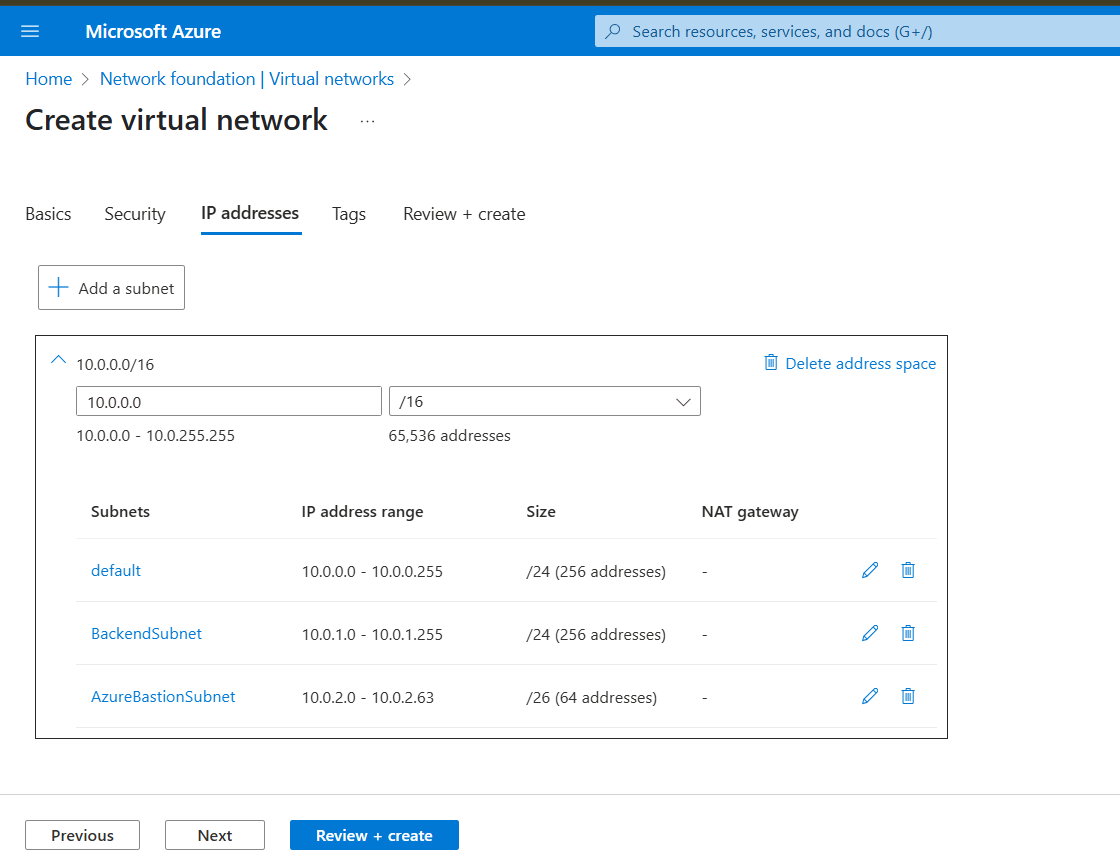 Microsoft Azure
Search resources, services, and docs (G+/)
Home > Network foundation | Virtual networks >
Create virtual network ...
Basics Security IP addresses Tags Review + create
Add a subnet
10.0.0.0/16 Delete address space
10.0.0.0 /16
10.0.0.0 - 10.0.255.255 65,536 addresses
Subnets IP address range Size NAT gateway
default 10.0.0.0 - 10.0.0.255 /24 (256 addresses) -
BackendSubnet 10.0.1.0 - 10.0.1.255 /24 (256 addresses) -
AzureBastionSubnet 10.0.2.0 - 10.0.2.63 /26 (64 addresses) -
Previous Next Review + create